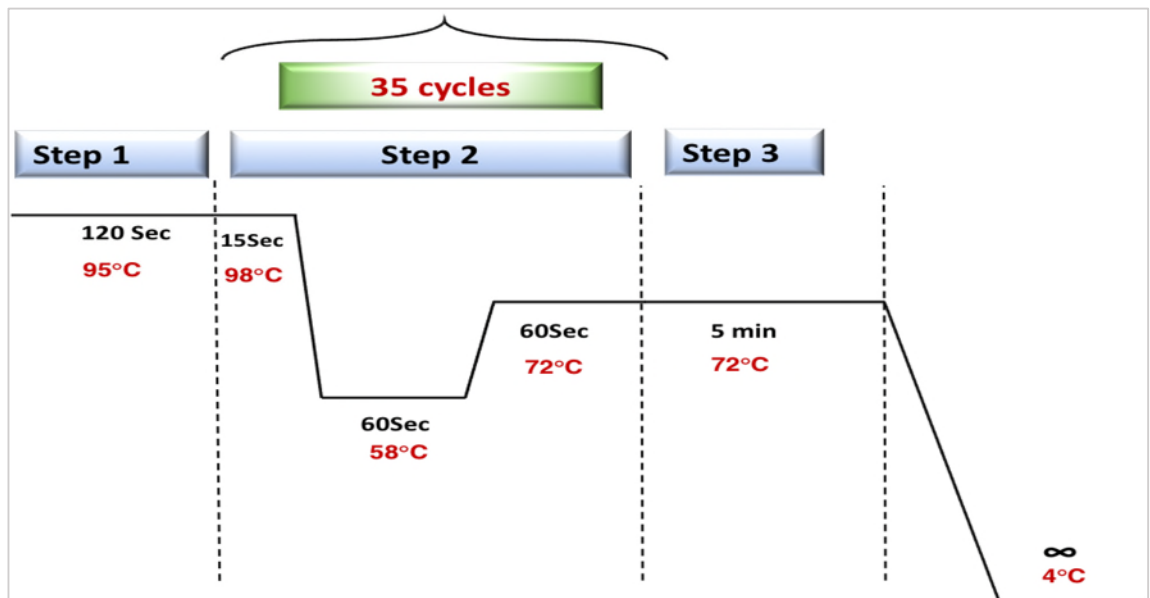 35 cycles
Step 1
Step 2
Step 3
120 Sec
95°C
15Sec
98°C
60Sec
58°C
60Sec
72°C
5 min
72°C
∞
4°C